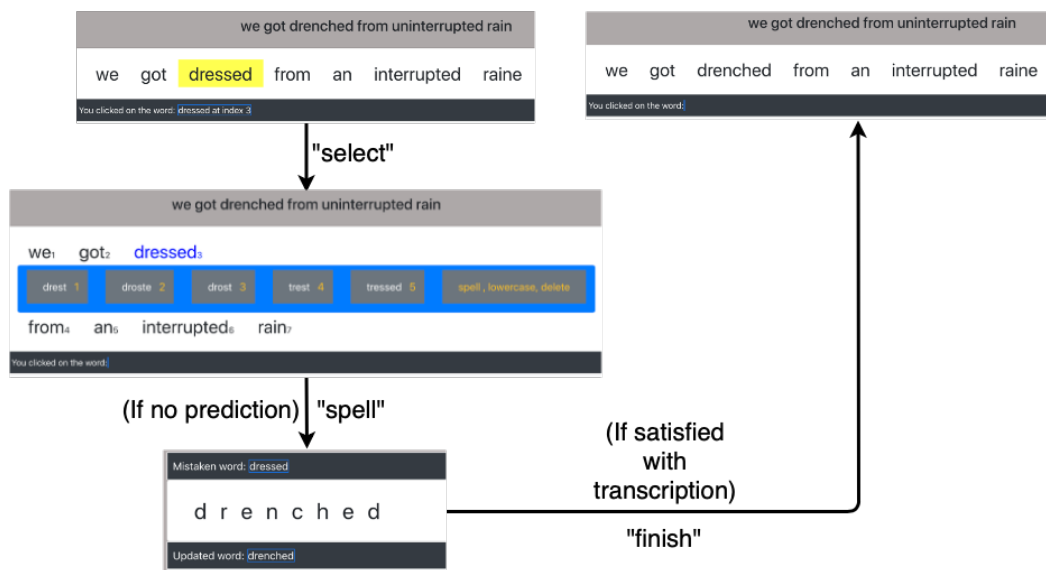 we got drenched from uninterrupted rain
we got dressed from an interrupted raine
You clicked on the word: dressed at index 3
"select"
we got drenched from uninterrupted rain
we1 got2 dressed3
drest 1 droste 2 drost 3 trest 4 tressed 5 spell , lowercase, delete
from4 an5 interrupted6 rain7
You clicked on the word:
(If no prediction) "spell"
Mistaken word: dressed
d r e n c h e d
Updated word: drenched
(If satisfied
with
transcription)
"finish"
we got drenched from uninterrupted rain
we got drenched from an interrupted raine
You clicked on the word: